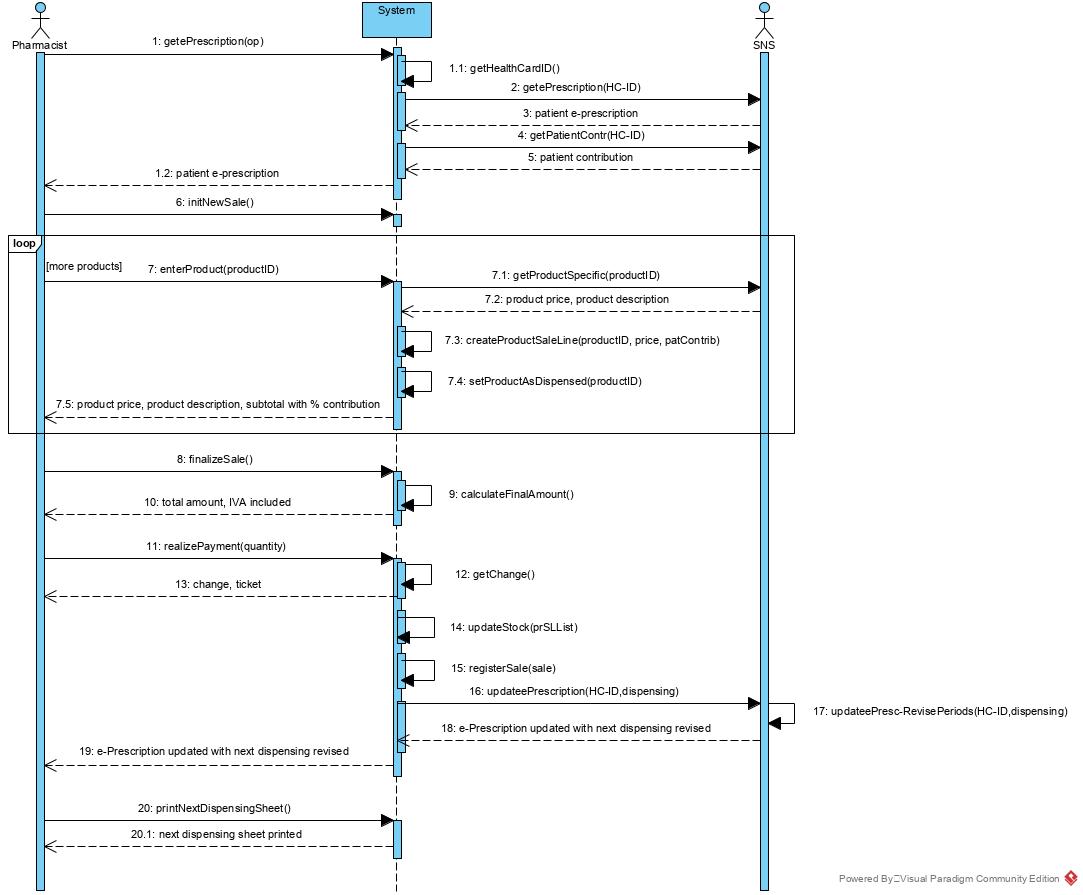 System
Pharmacist
SNS
1: getePrescription(op)
1.1: getHealthCardID()
2: getePrescription(HC-ID)
3: patient e-prescription
4: getPatientContr(HC-ID)
5: patient contribution
1.2: patient e-prescription
6: initNewSale()
loop
[more products]
7: enterProduct(productID)
7.1: getProductSpecific(productID)
7.2: product price, product description
7.3: createProductSaleLine(productID, price, patContrib)
7.4: setProductAsDispensed(productID)
7.5: product price, product description, subtotal with % contribution
8: finalizeSale()
9: calculateFinalAmount()
10: total amount, IVA included
11: realizePayment(quantity)
12: getChange()
13: change, ticket
14: updateStock(prSLList)
15: registerSale(sale)
16: updateePrescription(HC-ID,dispensing)
17: updateePresc-RevisePeriods(HC-ID,dispensing)
18: e-Prescription updated with next dispensing revised
19: e-Prescription updated with next dispensing revised
20: printNextDispensingSheet()
20.1: next dispensing sheet printed
Powered By Visual Paradigm Community Edition